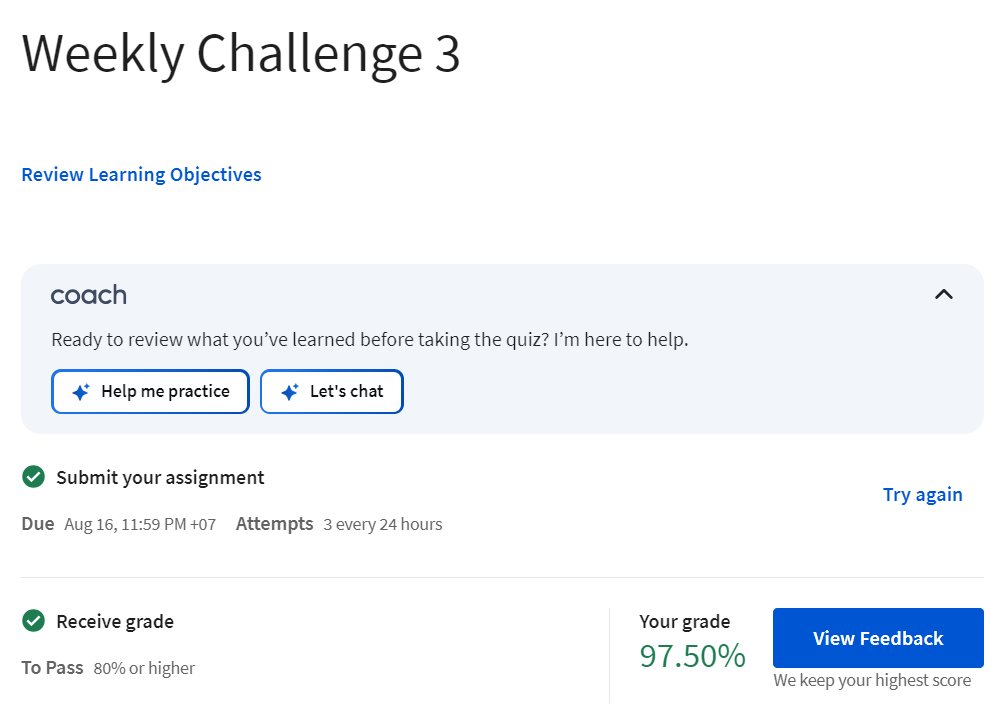 Weekly Challenge 3
Review Learning Objectives
coach
Ready to review what you’ve learned before taking the quiz? I’m here to help.
Help me practice Let's chat
Submit your assignment
Try again
Due Aug 16, 11:59 PM +07 Attempts 3 every 24 hours
Receive grade
Your grade
View Feedback
97.50%
To Pass 80% or higher
We keep your highest score